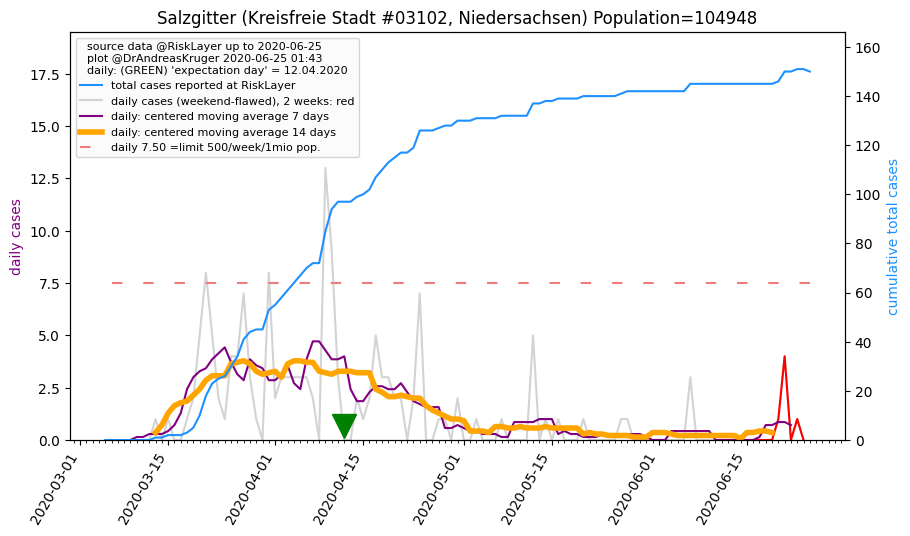 Salzgitter (Kreisfreie Stadt #03102, Niedersachsen) Population=104948
source data @RiskLayer up to 2020-06-25
plot @DrAndreasKruger 2020-06-25 01:43
daily: (GREEN) 'expectation day' = 12.04.2020
total cases reported at RiskLayer
daily cases (weekend-flawed), 2 weeks: red
daily: centered moving average 7 days
daily: centered moving average 14 days
daily 7.50 =limit 500/week/1mio pop.
daily cases
17.5
15.0
12.5
10.0
7.5
5.0
2.5
0.0
160
140
120
100
80
60
40
20
0
cumulative total cases
2020-03-01
2020-03-15
2020-04-01
2020-04-15
2020-05-01
2020-05-15
2020-06-01
2020-06-15